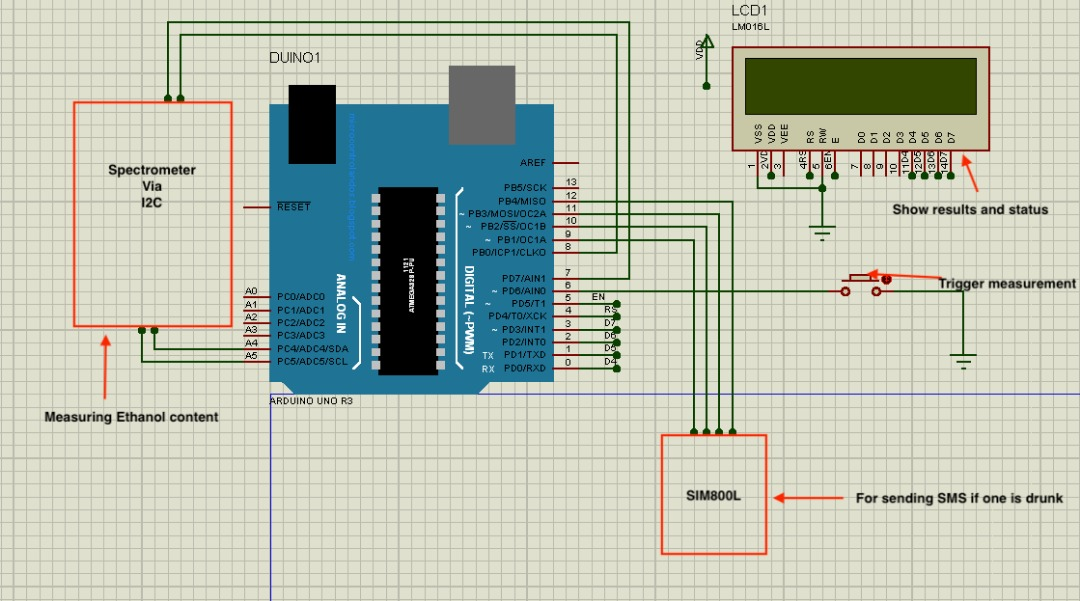 LCD1
LM016L
VDD
DUINO1
VSS
VDD
VEE
RS
RW
E
D0
D1
D2
D3
D4
D5
D6
D7
1
2
3
4
5
6
7
8
9
10
11
12
13
14
Show results and status
Spectrometer
Via
I2C
RESET
AREF
PB5/SCK
13
PB4/MISO
12
~ PB3/MOSI/OC2A
11
~ PB2/SS/OC1B
10
~ PB1/OC1A
9
PB0/ICP1/CLKO
8
PD7/AIN1
7
~ PD6/AIN0
6
~ PD5/T1
5
EN
PD4/T0/XCK
4
RS
~ PD3/INT1
3
D7
PD2/INT0
2
D6
TX
PD1/TXD
1
D5
RX
PD0/RXD
0
D4
ANALOG IN
DIGITAL (~PWM)
1121
ATMEGA328P-PU
A0
PC0/ADC0
A1
PC1/ADC1
A2
PC2/ADC2
A3
PC3/ADC3
A4
PC4/ADC4/SDA
A5
PC5/ADC5/SCL
Trigger measurement
ARDUINO UNO R3
Measuring Ethanol content
SIM800L
For sending SMS if one is drunk